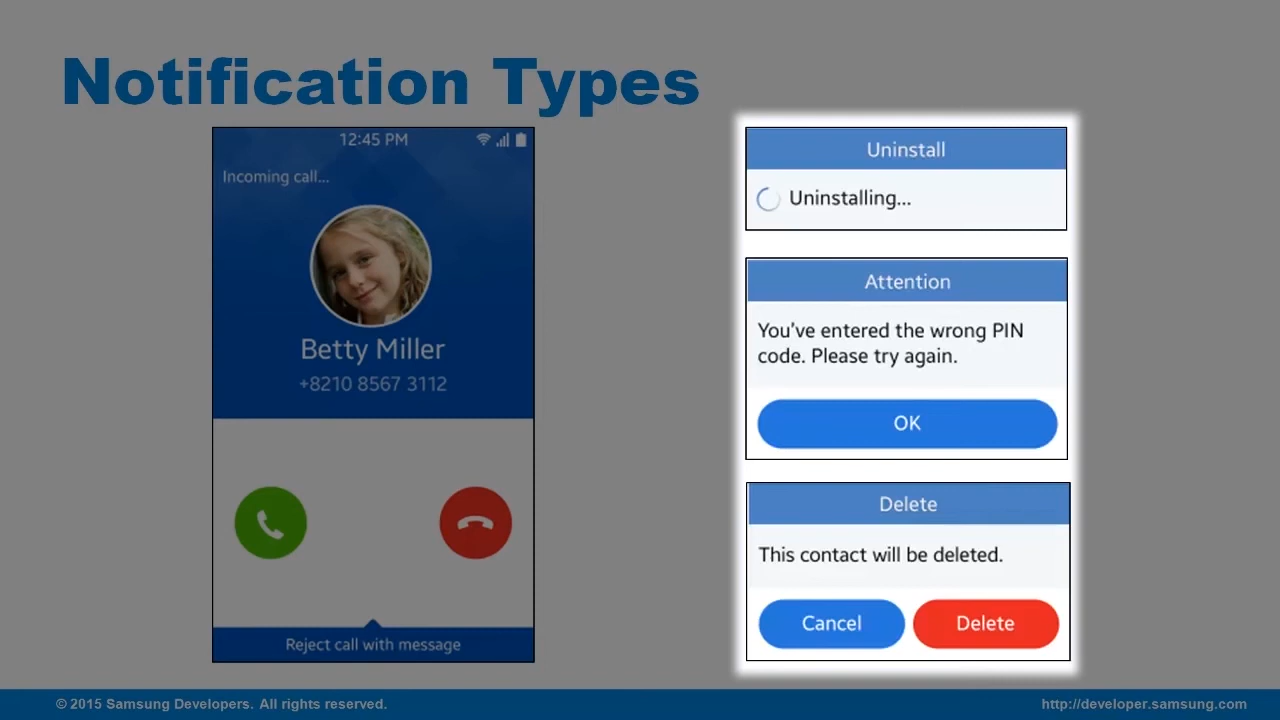 Notification Types
12:45 PM
Incoming call...
Betty Miller
+8210 8567 3112
Reject call with message
Uninstall
Uninstalling...
Attention
You've entered the wrong PIN
code. Please try again.
OK
Delete
This contact will be deleted.
Cancel Delete
© 2015 Samsung Developers. All rights reserved. http://developer.samsung.com